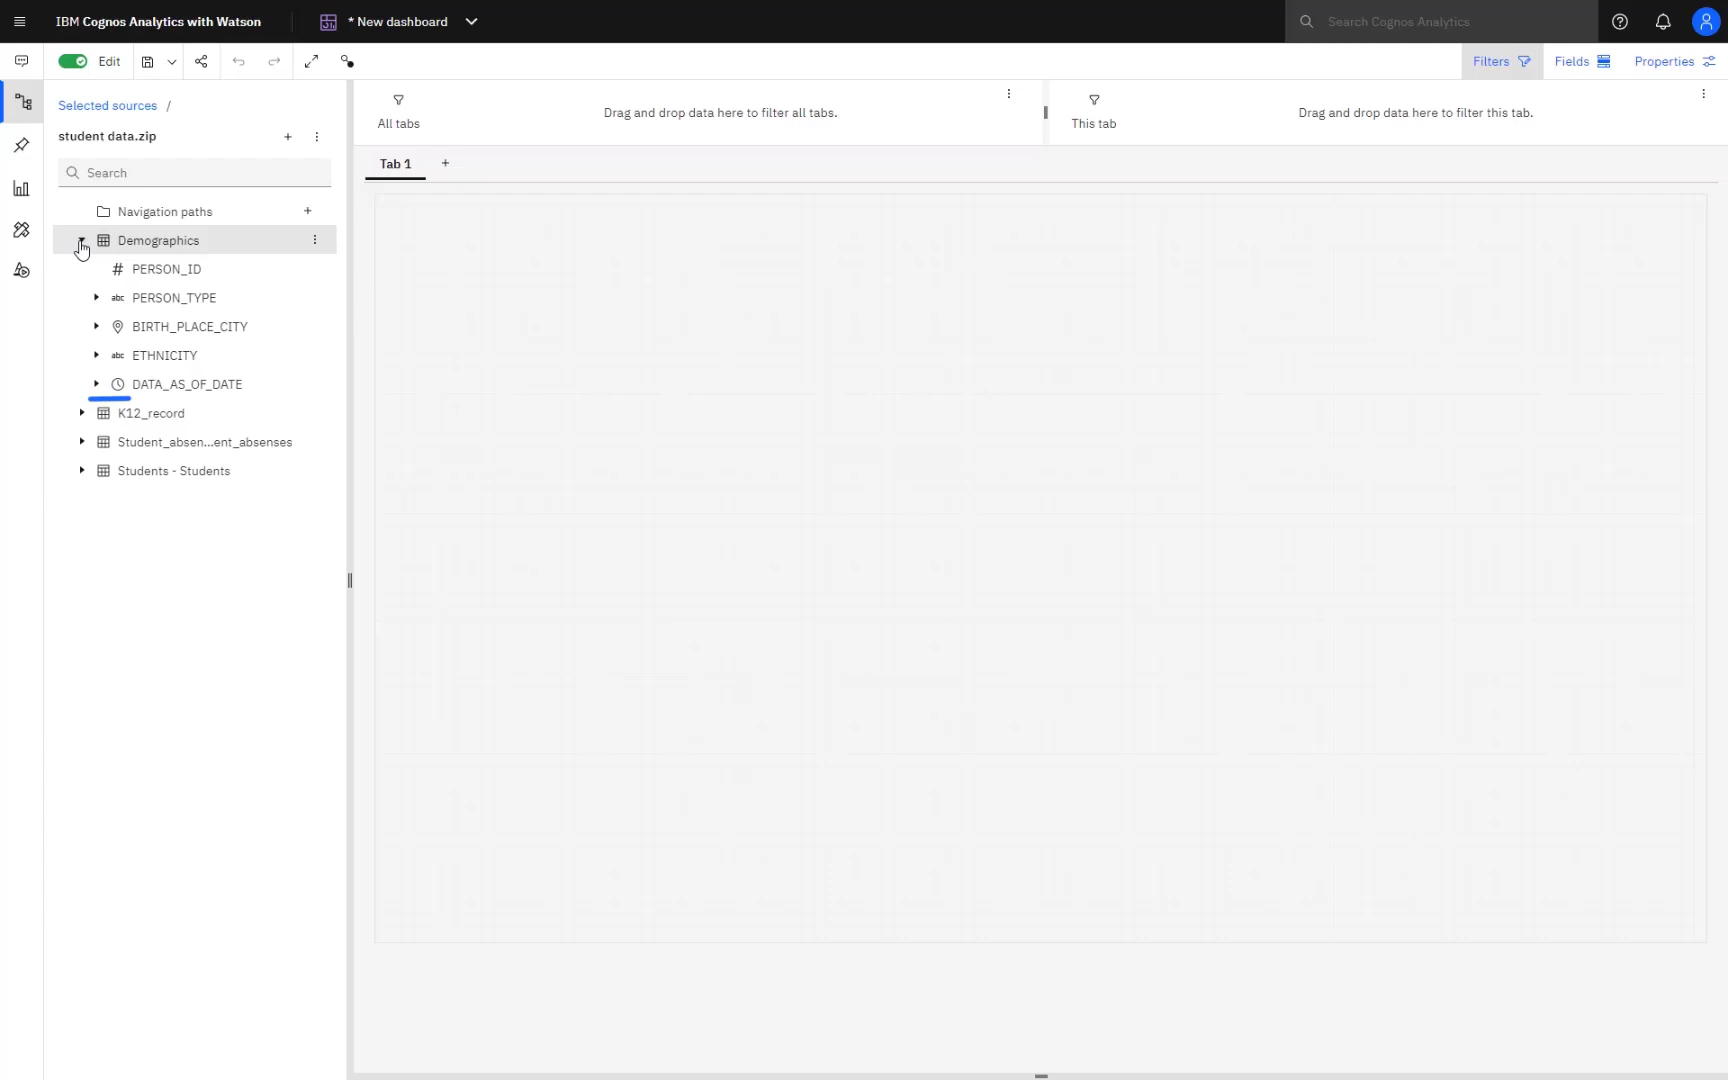 IBM Cognos Analytics with Watson
* New dashboard
Search Cognos Analytics
Edit
Filters
Fields
Properties
Selected sources /
student data.zip
Search
Navigation paths
Demographics
PERSON_ID
abc PERSON_TYPE
BIRTH_PLACE_CITY
abc ETHNICITY
DATA_AS_OF_DATE
K12_record
Student_absen...ent_absenses
Students - Students
All tabs
Drag and drop data here to filter all tabs.
This tab
Drag and drop data here to filter this tab.
Tab 1